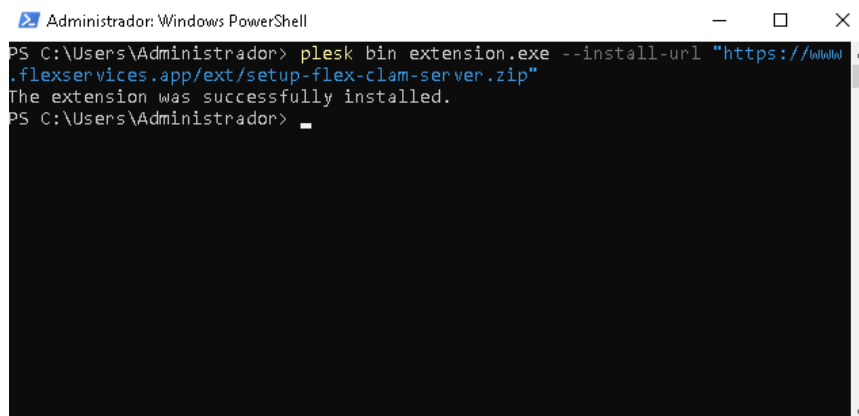 Administrador: Windows PowerShell
PS C:\Users\Administrador> plesk bin extension.exe --install-url "https://www
.flexservices.app/ext/setup-flex-clam-server.zip"
The extension was successfully installed.
PS C:\Users\Administrador>